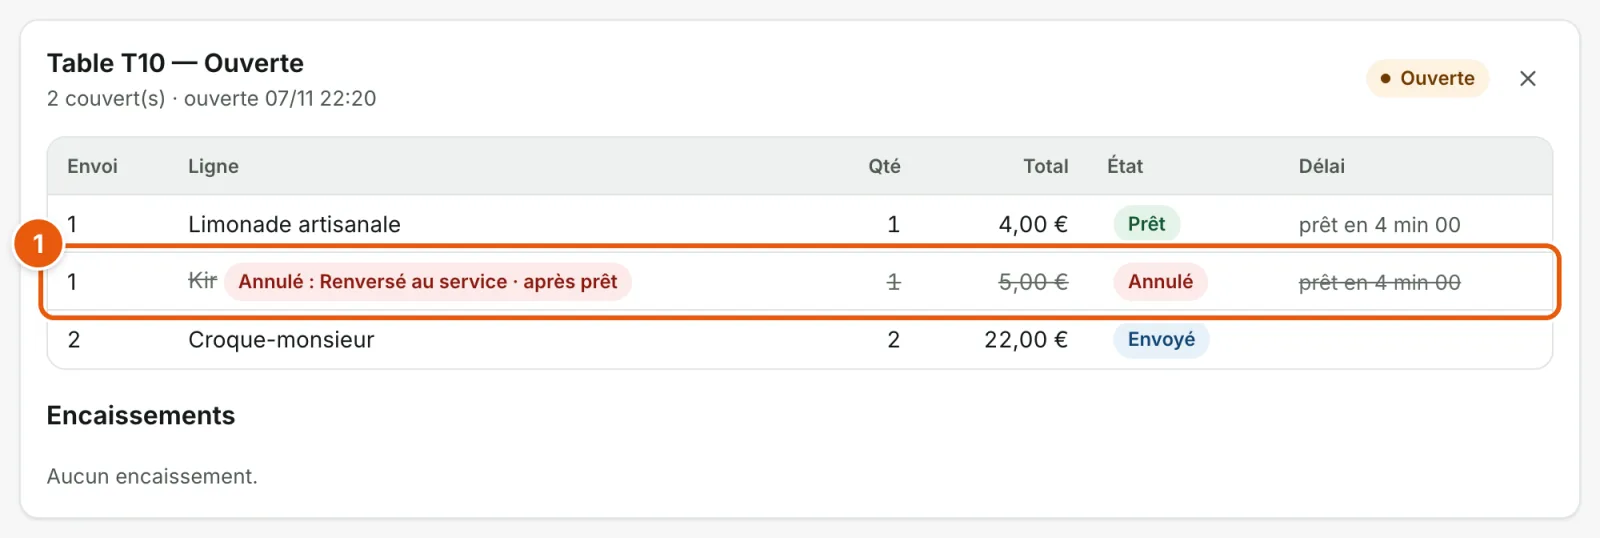 Table T10 — Ouverte
2 couvert(s) · ouverte 07/11 22:20
Ouverte
Envoi Ligne Qté Total État Délai
1 Limonade artisanale 1 4,00 € Prêt prêt en 4 min 00
1
1 Kir Annulé : Renversé au service · après prêt 1 5,00 € Annulé prêt en 4 min 00
2 Croque-monsieur 2 22,00 € Envoyé
Encaissements
Aucun encaissement.